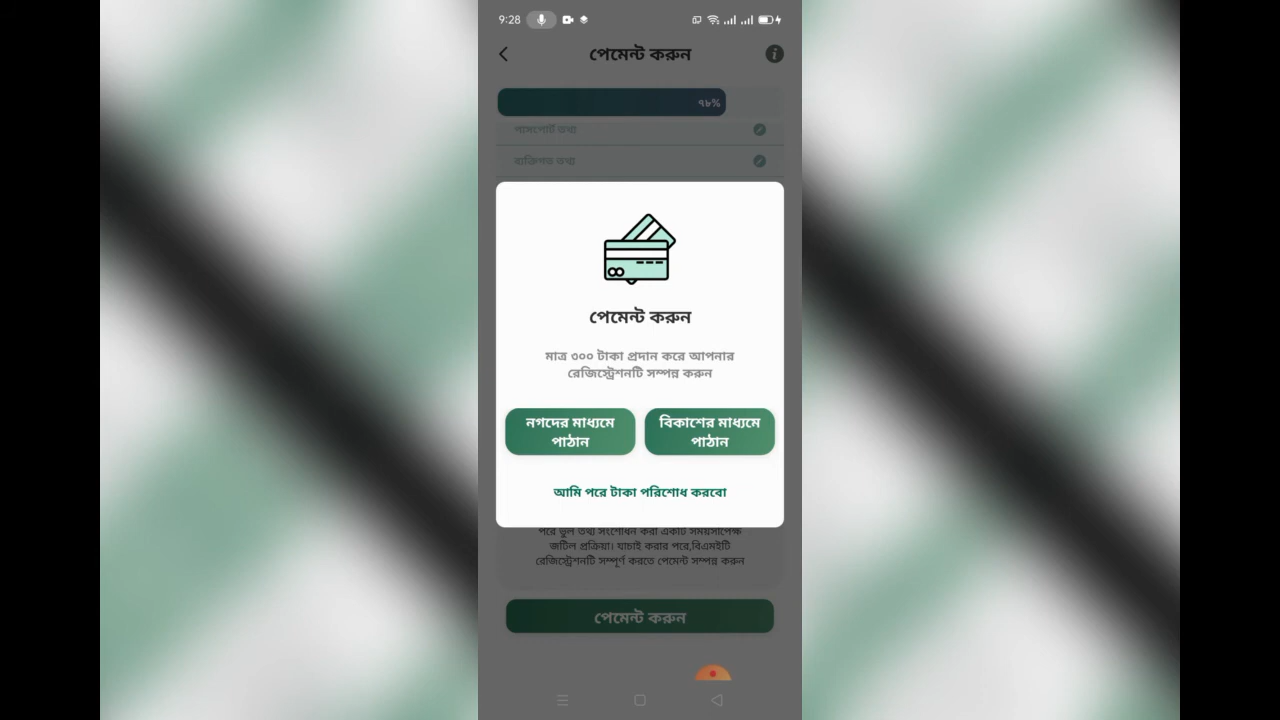 9:28
পেমেন্ট করুন
৭৮%
পাসপোর্ট তথ্য
ব্যক্তিগত তথ্য
পেমেন্ট করুন
মাত্র ৩০০ টাকা প্রদান করে আপনার
রেজিস্ট্রেশনটি সম্পন্ন করুন
নগদের মাধ্যমে
পাঠান
বিকাশের মাধ্যমে
পাঠান
আমি পরে টাকা পরিশোধ করবো
পরে ভুল তথ্য সংশোধন করা একটি সময়সাপেক্ষ
জটিল প্রক্রিয়া। যাচাই করার পরে,বিএমইটি
রেজিস্ট্রেশনটি সম্পূর্ণ করতে পেমেন্ট সম্পন্ন করুন
পেমেন্ট করুন